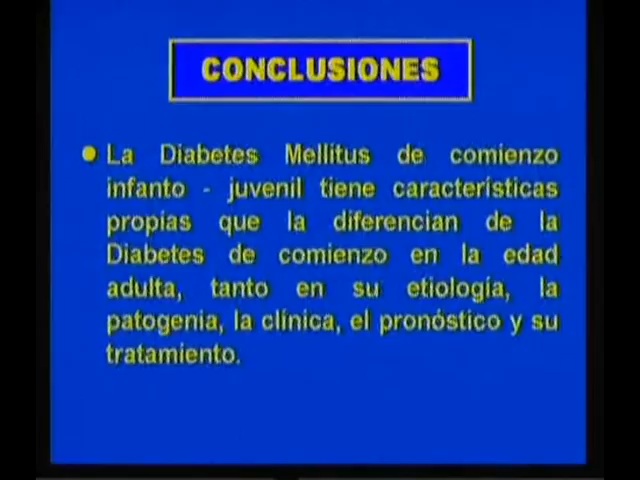 CONCLUSIONES
La Diabetes Mellitus de comienzo
infanto - juvenil tiene características
propias que la diferencian de la
Diabetes de comienzo en la edad
adulta, tanto en su etiología, la
patogenia, la clínica, el pronóstico y su
tratamiento.